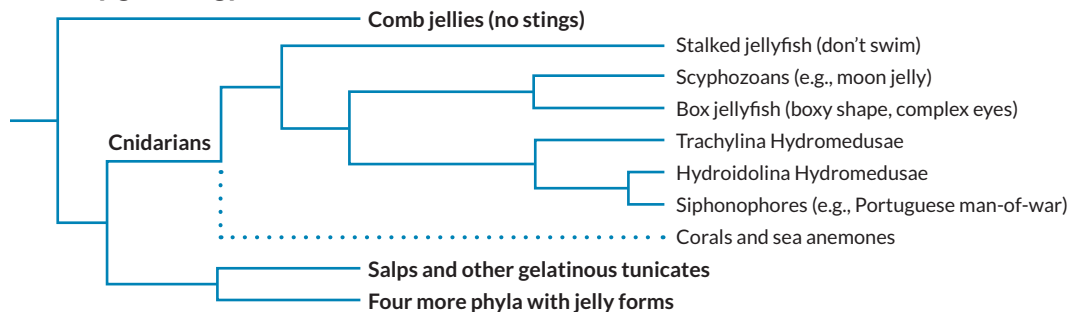 Comb jellies (no stings)
Stalked jellyfish (don't swim)
Scyphozoans (e.g., moon jelly)
Box jellyfish (boxy shape, complex eyes)
Cnidarians
Trachylina Hydromedusae
Hydroidolina Hydromedusae
Siphonophores (e.g., Portuguese man-of-war)
Corals and sea anemones
Salps and other gelatinous tunicates
Four more phyla with jelly forms